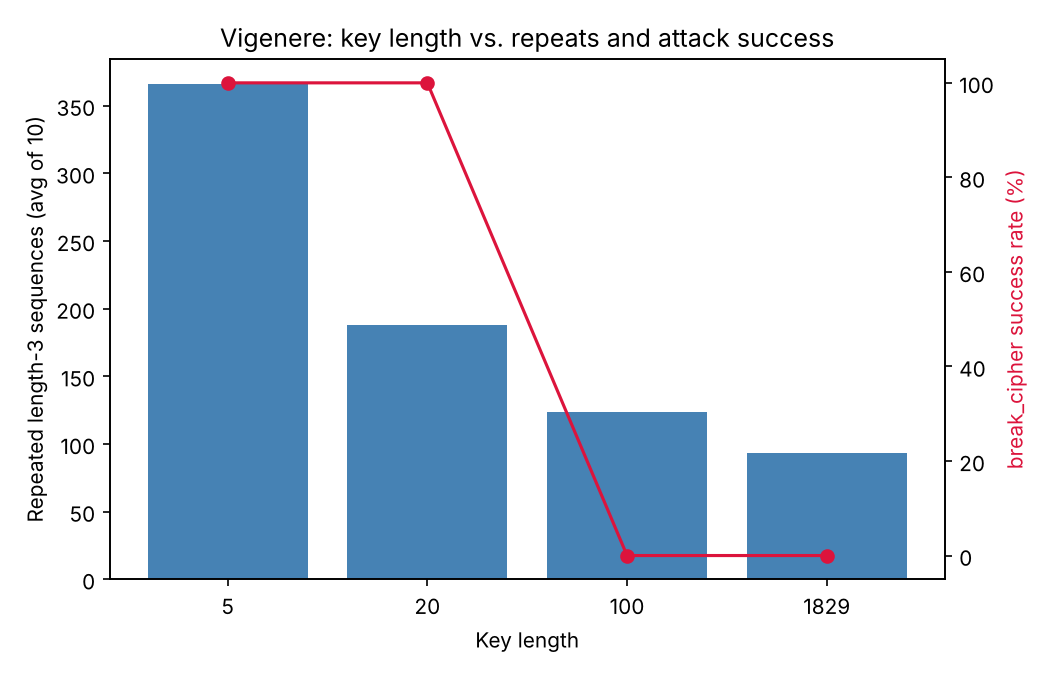 Vigenere: key length vs. repeats and attack success
Repeated length-3 sequences (avg of 10)
350
300
250
200
150
100
50
0
100
80
60
40
20
0
break_cipher success rate (%)
5 20 100 1829
Key length